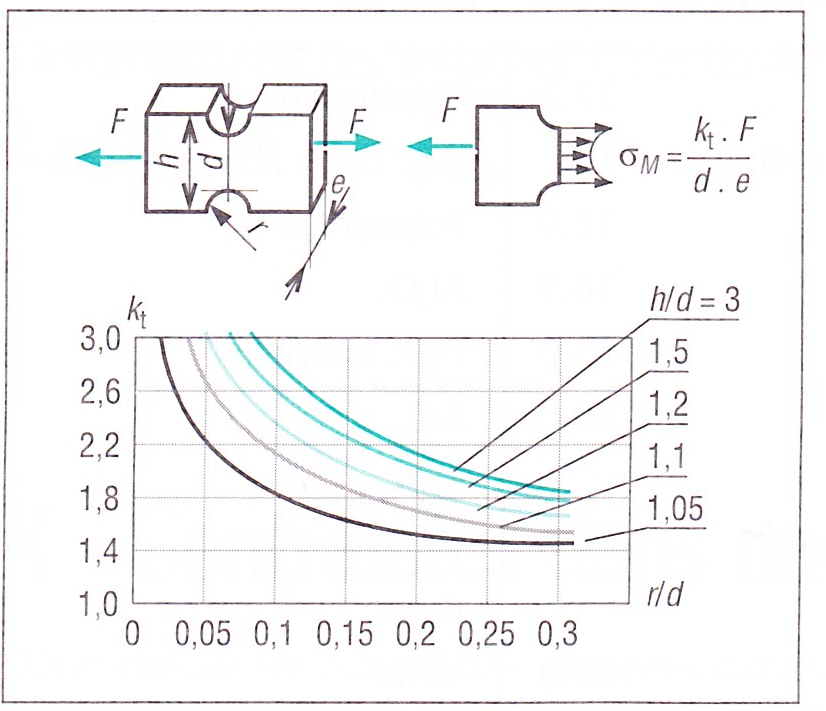 F
h
d
F
e
r
F
σM = kt . F / d . e
kt
h/d = 3
3,0
1,5
2,6
1,2
2,2
1,1
1,8
1,05
1,4
1,0
r/d
0 0,05 0,1 0,15 0,2 0,25 0,3